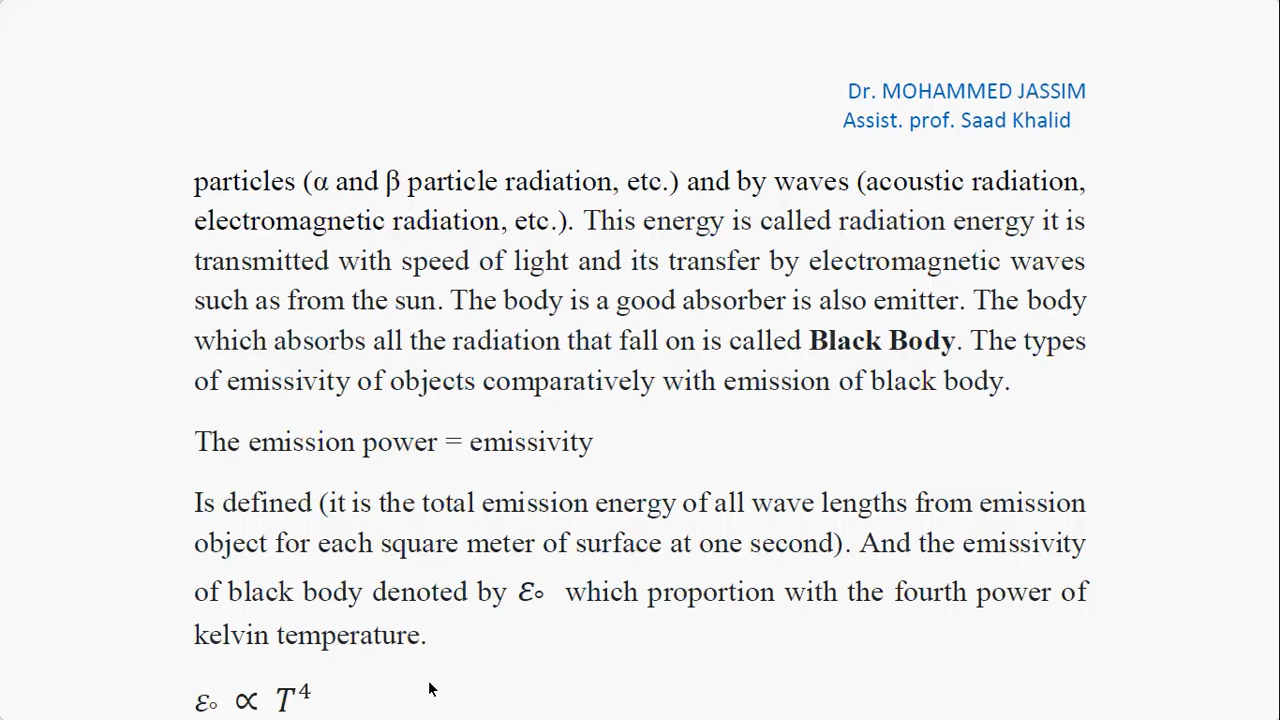 Dr. MOHAMMED JASSIM
Assist. prof. Saad Khalid
particles (α and β particle radiation, etc.) and by waves (acoustic radiation,
electromagnetic radiation, etc.). This energy is called radiation energy it is
transmitted with speed of light and its transfer by electromagnetic waves
such as from the sun. The body is a good absorber is also emitter. The body
which absorbs all the radiation that fall on is called Black Body. The types
of emissivity of objects comparatively with emission of black body.
The emission power = emissivity
Is defined (it is the total emission energy of all wave lengths from emission
object for each square meter of surface at one second). And the emissivity
of black body denoted by ℰ∘ which proportion with the fourth power of
kelvin temperature.
ℰ∘ ∝ T⁴